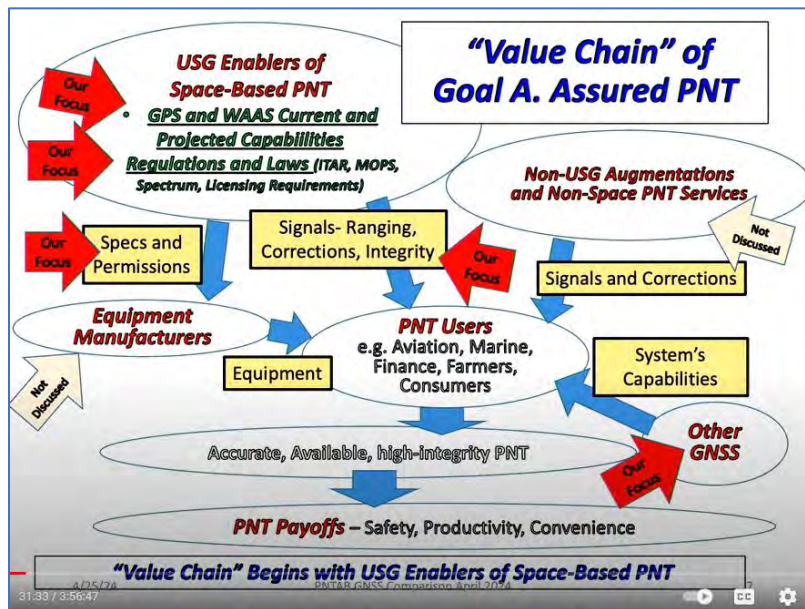 “Value Chain” of
Goal A. Assured PNT
USG Enablers of
Space-Based PNT
• GPS and WAAS Current and
Projected Capabiilities
Regulations and Laws (ITAR, MOPS,
Spectrum, Licensing Requirements)
Our
Focus
Our
Focus
Non-USG Augmentations
and Non-Space PNT Services
Our
Focus
Specs and
Permissions
Signals- Ranging,
Corrections, Integrity
Our
Focus
Not
Discussed
Signals and Corrections
Equipment
Manufacturers
PNT Users
e.g. Aviation, Marine,
Finance, Farmers,
Consumers
Equipment
System’s
Capabilities
Not
Discussed
Other
GNSS
Our
Focus
Accurate, Available, high-integrity PNT
PNT Payoffs – Safety, Productivity, Convenience
“Value Chain” Begins with USG Enablers of Space-Based PNT
4/25/24
PNTAB GNSS Comparison April 2024
31:33 / 3:56:47
CC